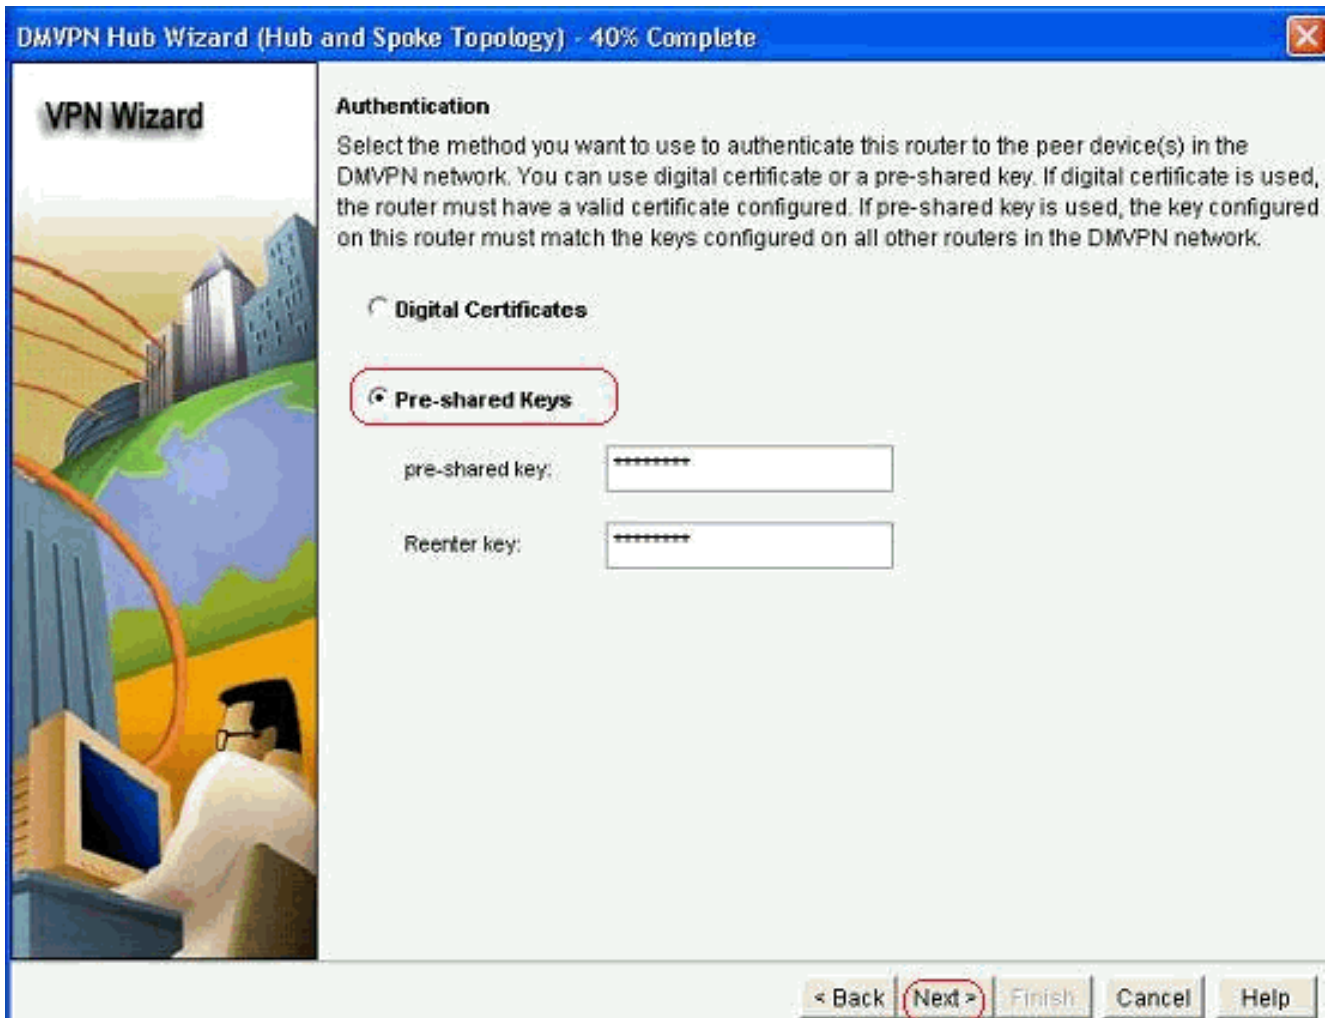 DMVPN Hub Wizard (Hub and Spoke Topology) - 40% Complete
VPN Wizard
Authentication
Select the method you want to use to authenticate this router to the peer device(s) in the
DMVPN network. You can use digital certificate or a pre-shared key. If digital certificate is used,
the router must have a valid certificate configured. If pre-shared key is used, the key configured
on this router must match the keys configured on all other routers in the DMVPN network.
Digital Certificates
Pre-shared Keys
pre-shared key: ********
Reenter key: ********
< Back Next > Finish Cancel Help